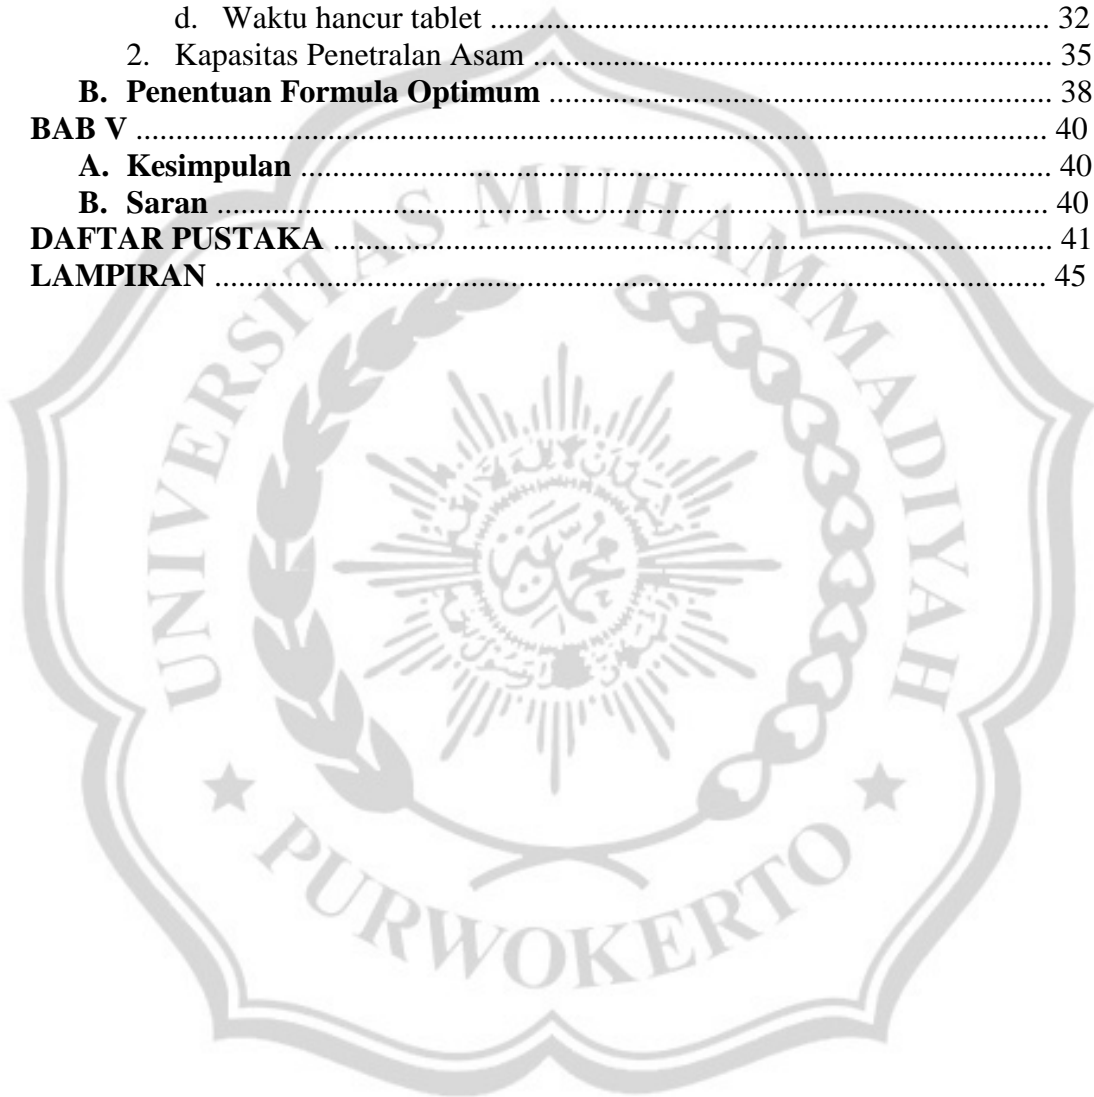 d. Waktu hancur tablet ........................................................................ 32
2. Kapasitas Penetralan Asam ................................................................... 35
B. Penentuan Formula Optimum ................................................................. 38
BAB V ...................................................................................................................... 40
A. Kesimpulan ................................................................................................. 40
B. Saran ............................................................................................................ 40
DAFTAR PUSTAKA ............................................................................................. 41
LAMPIRAN ............................................................................................................ 45
UNIVERSITAS MUHAMMADIYAH
PURWOKERTO